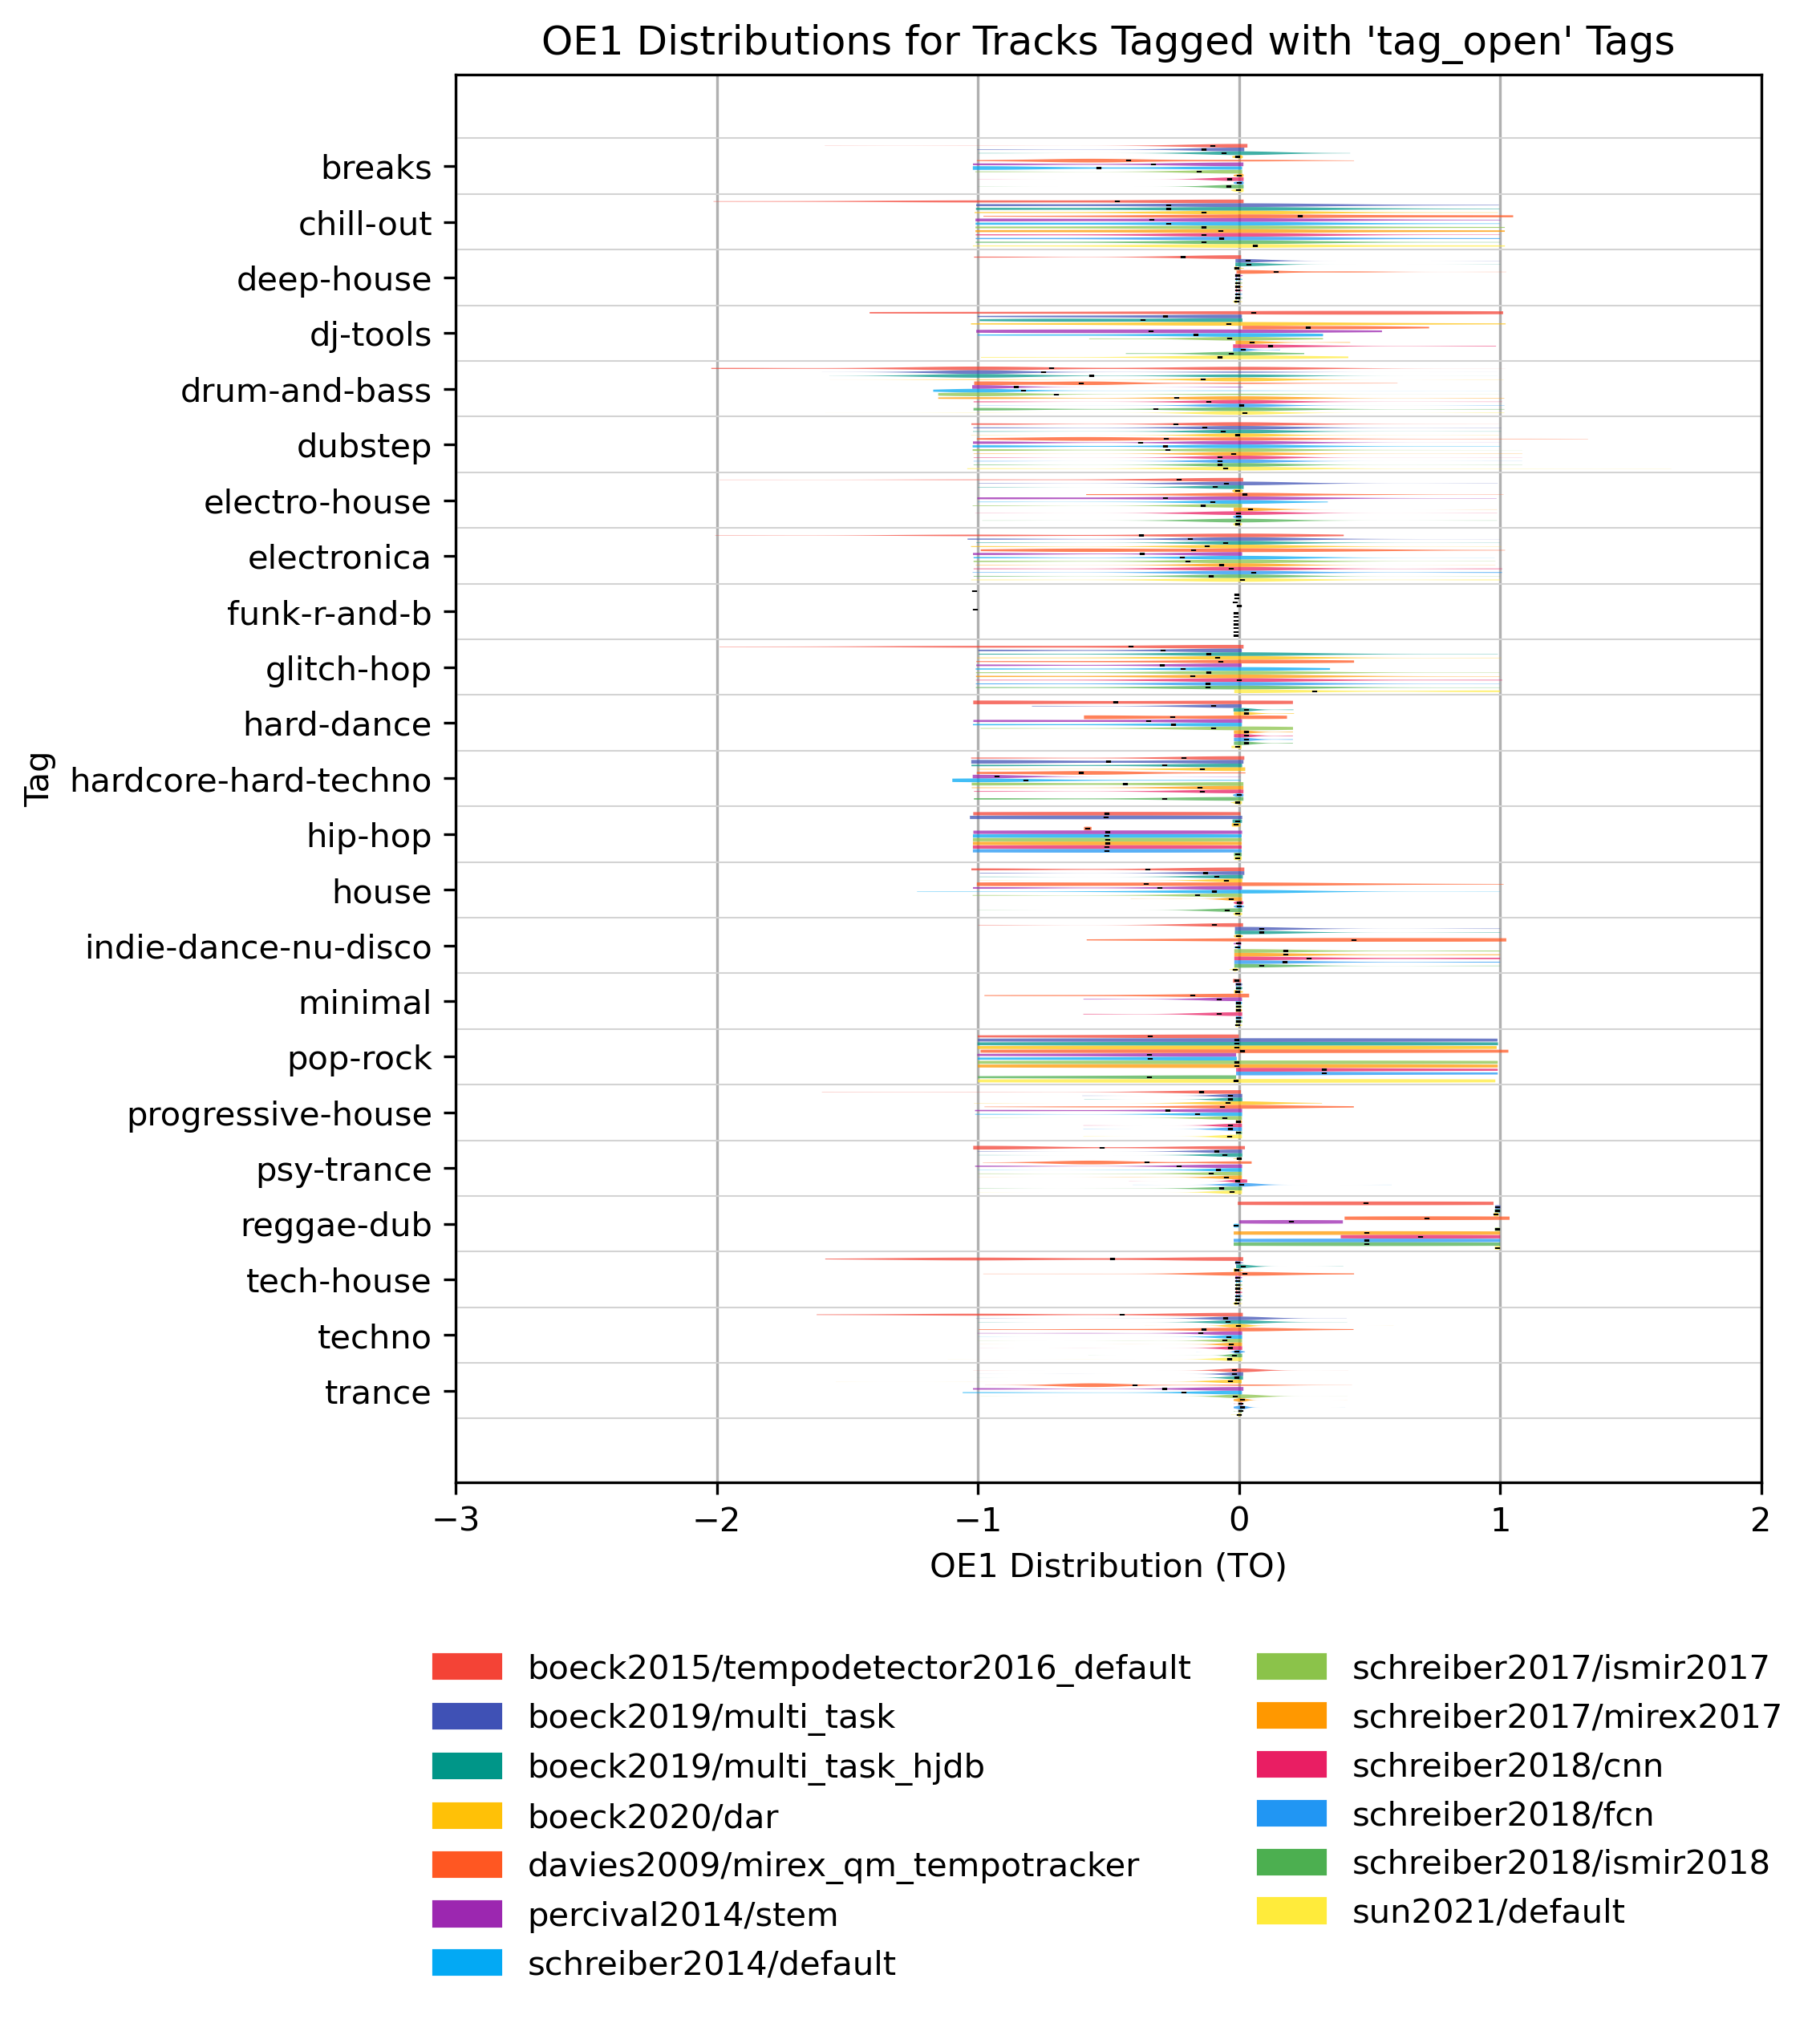 OE1 Distributions for Tracks Tagged with 'tag_open' Tags
breaks
chill-out
deep-house
dj-tools
drum-and-bass
dubstep
electro-house
electronica
funk-r-and-b
glitch-hop
hard-dance
hardcore-hard-techno
hip-hop
house
indie-dance-nu-disco
minimal
pop-rock
progressive-house
psy-trance
reggae-dub
tech-house
techno
trance
Tag
−3 −2 −1 0 1 2
OE1 Distribution (TO)
boeck2015/tempodetector2016_default
boeck2019/multi_task
boeck2019/multi_task_hjdb
boeck2020/dar
davies2009/mirex_qm_tempotracker
percival2014/stem
schreiber2014/default
schreiber2017/ismir2017
schreiber2017/mirex2017
schreiber2018/cnn
schreiber2018/fcn
schreiber2018/ismir2018
sun2021/default